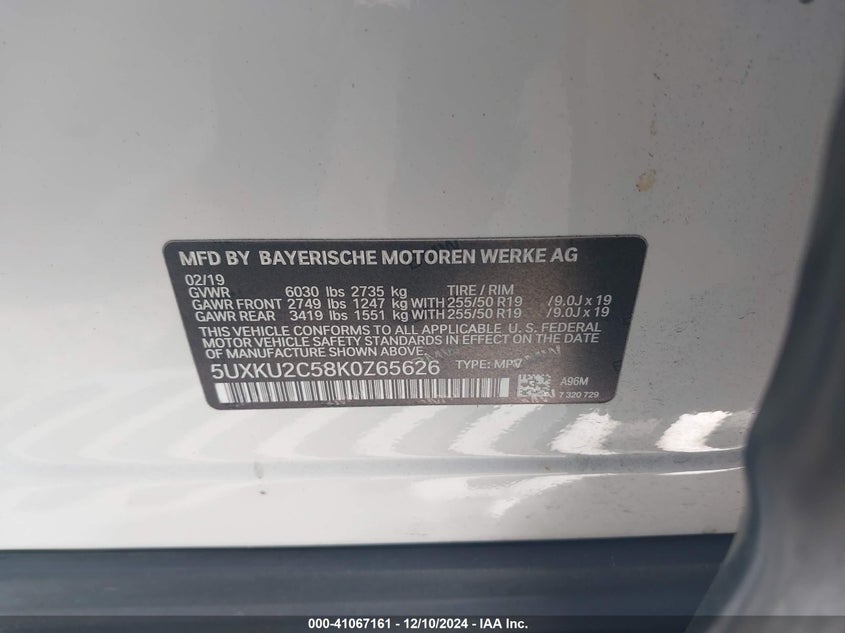 MFD BY BAYERISCHE MOTOREN WERKE AG
02/19
GVWR 6030 lbs 2735 kg TIRE / RIM
GAWR FRONT 2749 lbs 1247 kg WITH 255/50 R19 /9.0J x 19
GAWR REAR 3419 lbs 1551 kg WITH 255/50 R19 /9.0J x 19
THIS VEHICLE CONFORMS TO ALL APPLICABLE U. S. FEDERAL
MOTOR VEHICLE SAFETY STANDARDS IN EFFECT ON THE DATE
OF MANUFACTURE SHOWN ABOVE.
5UXKU2C58K0Z65626 TYPE: MPV
A96M
7 320 729
000-41067161 - 12/10/2024 - IAA Inc.